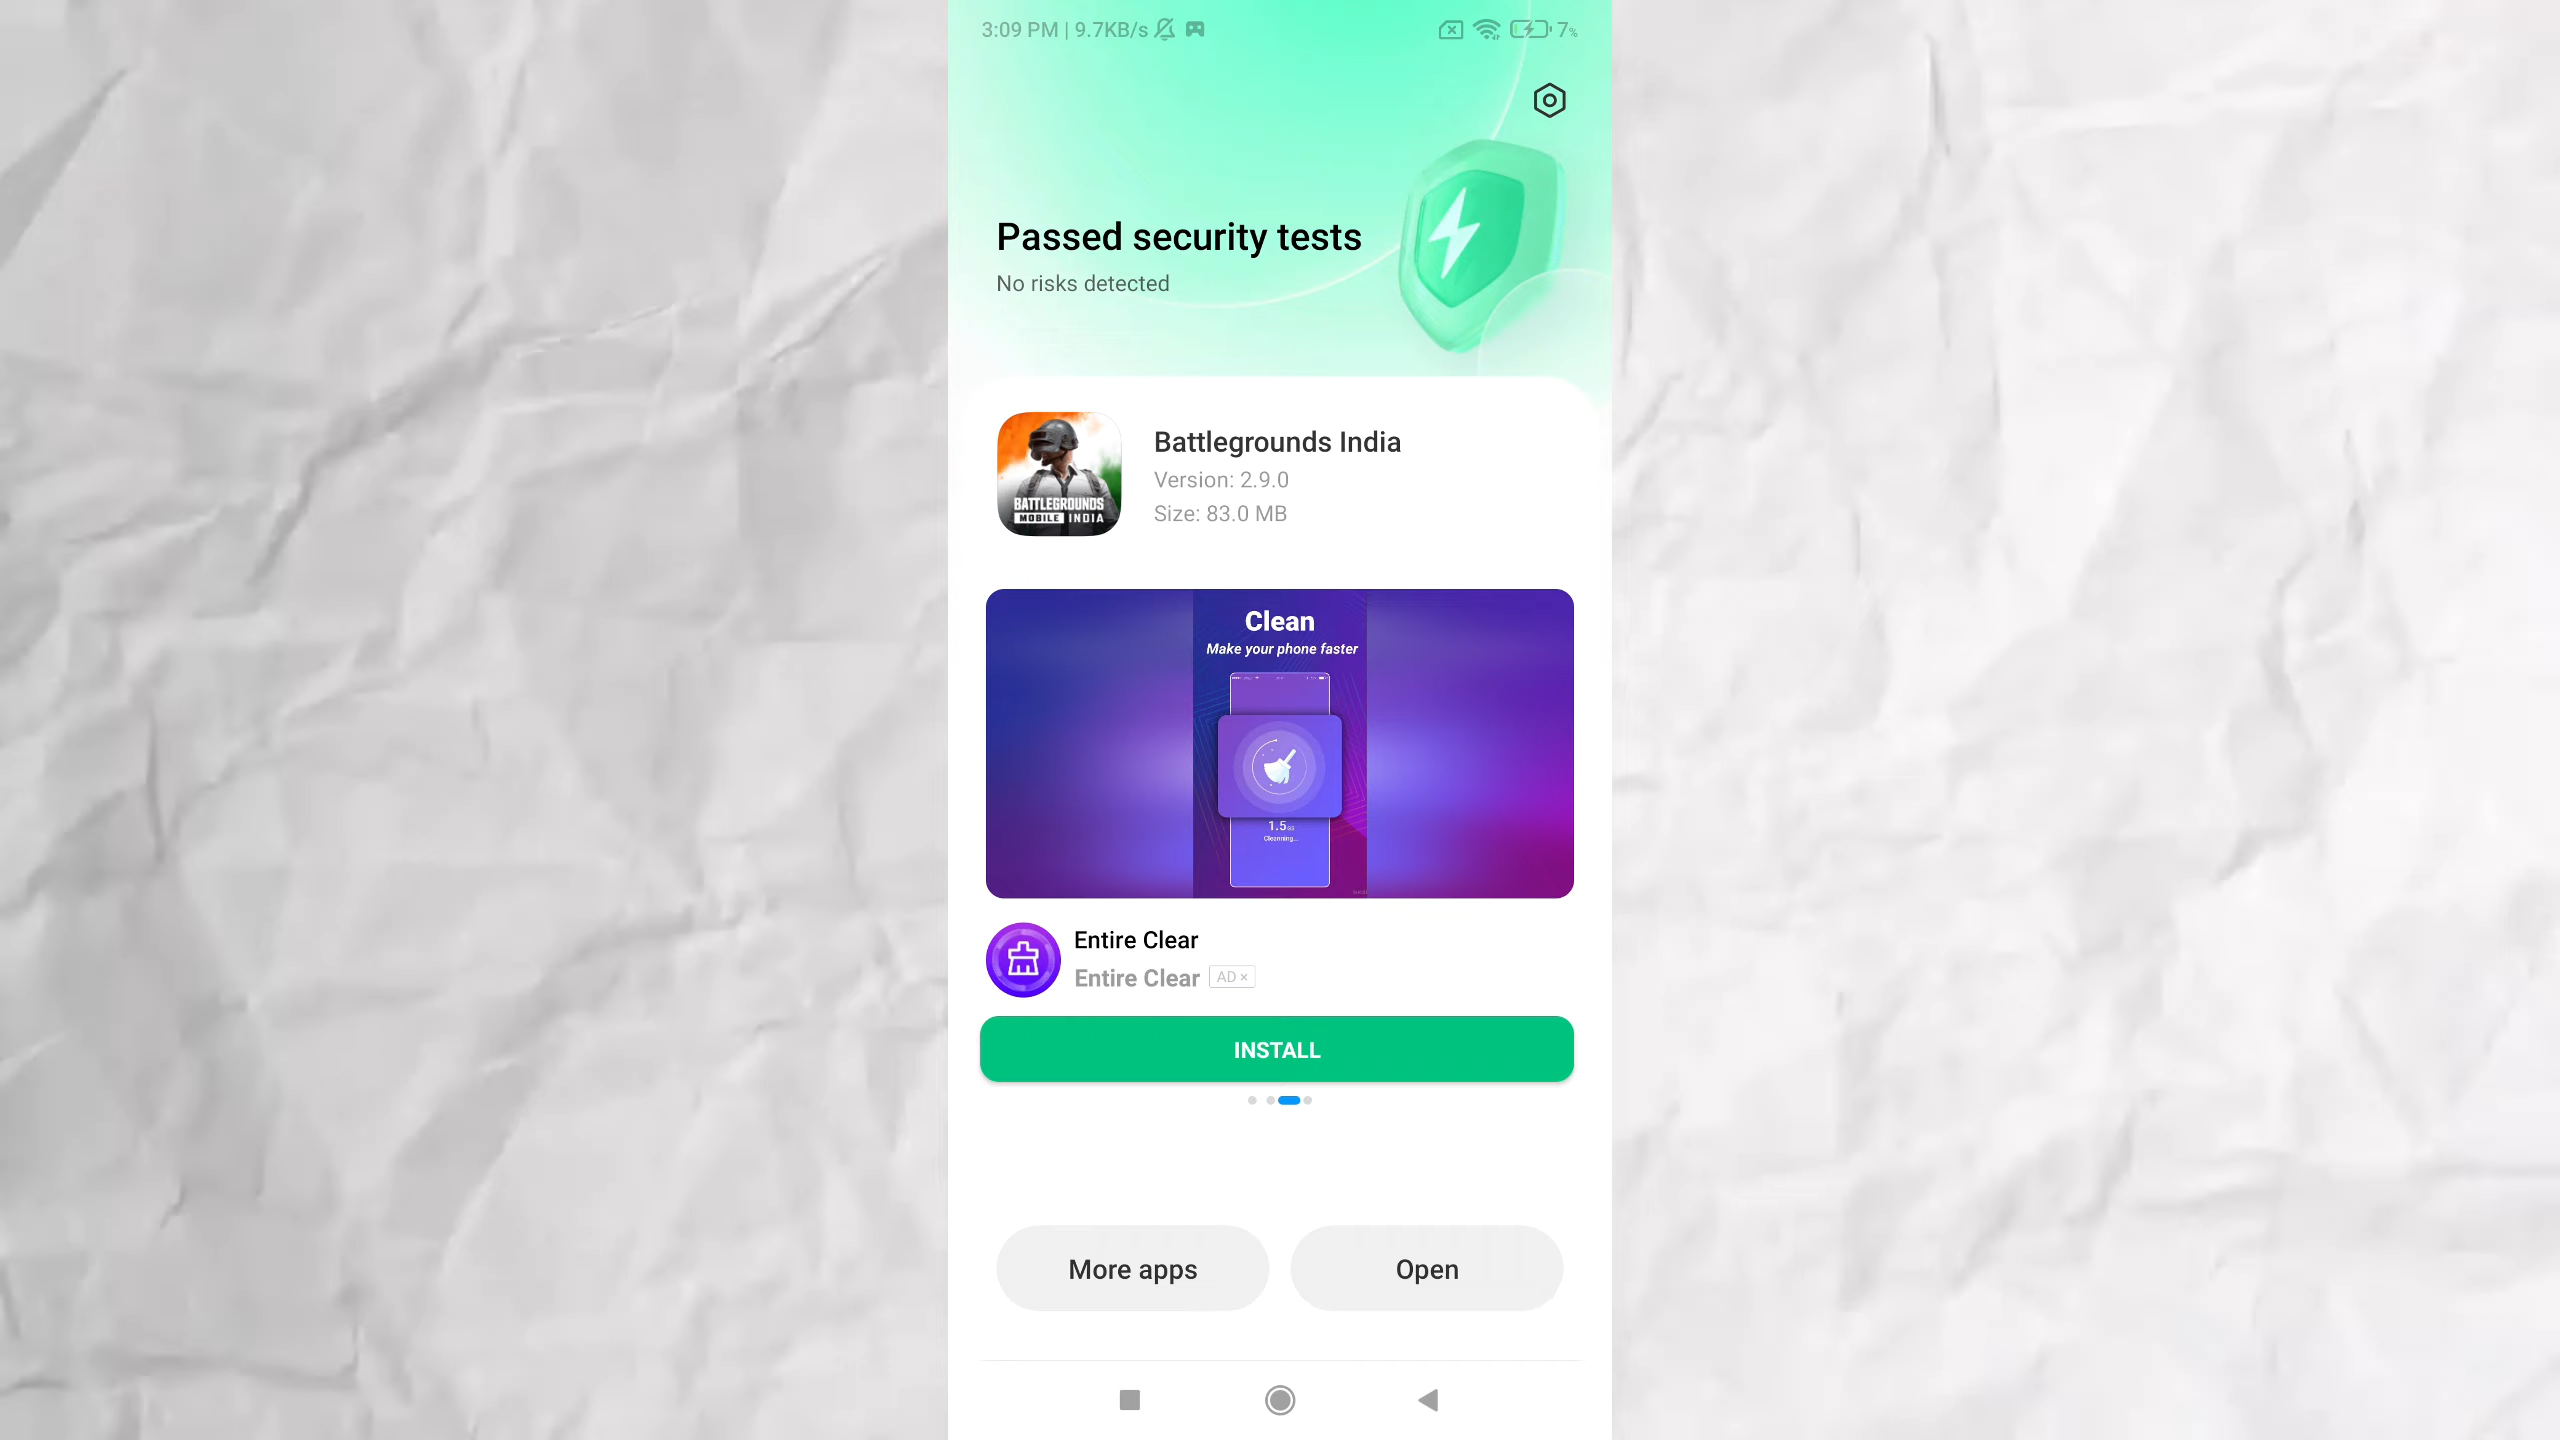 3:09 PM | 9.7KB/s 7%
Passed security tests
No risks detected
BATTLEGROUNDS
MOBILE INDIA
Battlegrounds India
Version: 2.9.0
Size: 83.0 MB
Clean
Make your phone faster
1.5
Cleanning...
Entire Clear
Entire Clear AD ×
INSTALL
More apps
Open